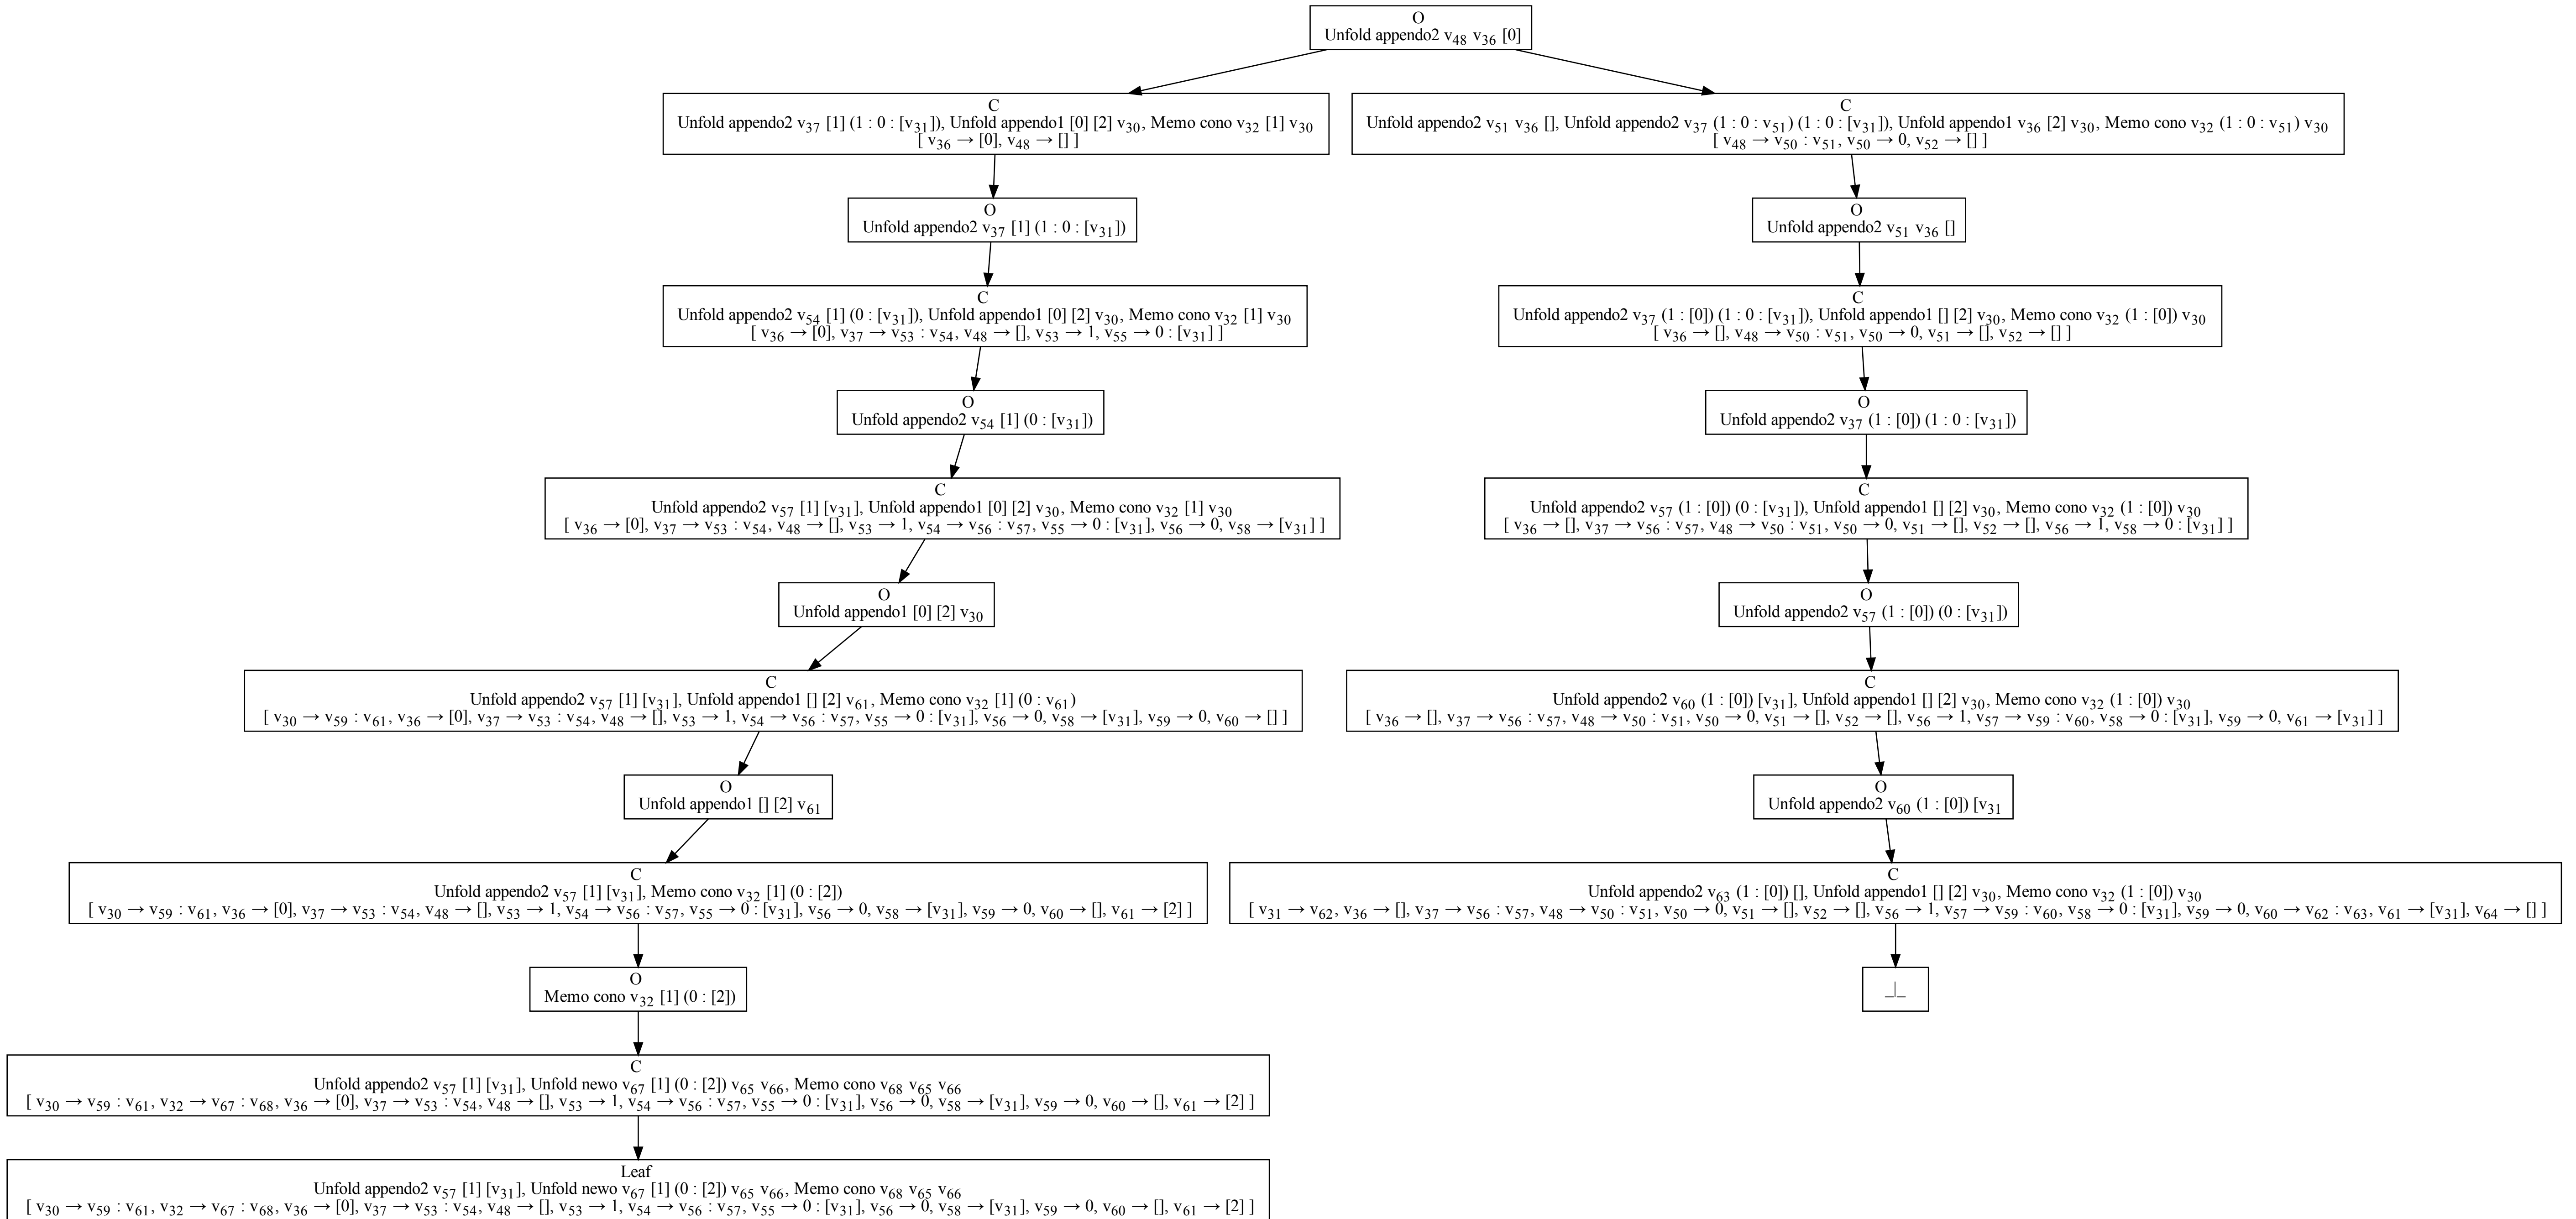 O
Unfold appendo2 v₄₈ v₃₆ [0]
C
Unfold appendo2 v₃₇ [1] (1 : 0 : [v₃₁]), Unfold appendo1 [0] [2] v₃₀, Memo cono v₃₂ [1] v₃₀
[ v₃₆ → [0], v₄₈ → [] ]
C
Unfold appendo2 v₅₁ v₃₆ [], Unfold appendo2 v₃₇ (1 : 0 : v₅₁) (1 : 0 : [v₃₁]), Unfold appendo1 v₃₆ [2] v₃₀, Memo cono v₃₂ (1 : 0 : v₅₁) v₃₀
[ v₄₈ → v₅₀ : v₅₁, v₅₀ → 0, v₅₂ → [] ]
O
Unfold appendo2 v₃₇ [1] (1 : 0 : [v₃₁])
O
Unfold appendo2 v₅₁ v₃₆ []
C
Unfold appendo2 v₅₄ [1] (0 : [v₃₁]), Unfold appendo1 [0] [2] v₃₀, Memo cono v₃₂ [1] v₃₀
[ v₃₆ → [0], v₃₇ → v₅₃ : v₅₄, v₄₈ → [], v₅₃ → 1, v₅₅ → 0 : [v₃₁] ]
C
Unfold appendo2 v₃₇ (1 : [0]) (1 : 0 : [v₃₁]), Unfold appendo1 [] [2] v₃₀, Memo cono v₃₂ (1 : [0]) v₃₀
[ v₃₆ → [], v₄₈ → v₅₀ : v₅₁, v₅₀ → 0, v₅₁ → [], v₅₂ → [] ]
O
Unfold appendo2 v₅₄ [1] (0 : [v₃₁])
O
Unfold appendo2 v₃₇ (1 : [0]) (1 : 0 : [v₃₁])
C
Unfold appendo2 v₅₇ [1] [v₃₁], Unfold appendo1 [0] [2] v₃₀, Memo cono v₃₂ [1] v₃₀
[ v₃₆ → [0], v₃₇ → v₅₃ : v₅₄, v₄₈ → [], v₅₃ → 1, v₅₄ → v₅₆ : v₅₇, v₅₅ → 0 : [v₃₁], v₅₆ → 0, v₅₈ → [v₃₁] ]
C
Unfold appendo2 v₅₇ (1 : [0]) (0 : [v₃₁]), Unfold appendo1 [] [2] v₃₀, Memo cono v₃₂ (1 : [0]) v₃₀
[ v₃₆ → [], v₃₇ → v₅₆ : v₅₇, v₄₈ → v₅₀ : v₅₁, v₅₀ → 0, v₅₁ → [], v₅₂ → [], v₅₆ → 1, v₅₈ → 0 : [v₃₁] ]
O
Unfold appendo1 [0] [2] v₃₀
O
Unfold appendo2 v₅₇ (1 : [0]) (0 : [v₃₁])
C
Unfold appendo2 v₅₇ [1] [v₃₁], Unfold appendo1 [] [2] v₆₁, Memo cono v₃₂ [1] (0 : v₆₁)
[ v₃₀ → v₅₉ : v₆₁, v₃₆ → [0], v₃₇ → v₅₃ : v₅₄, v₄₈ → [], v₅₃ → 1, v₅₄ → v₅₆ : v₅₇, v₅₅ → 0 : [v₃₁], v₅₆ → 0, v₅₈ → [v₃₁], v₅₉ → 0, v₆₀ → [] ]
C
Unfold appendo2 v₆₀ (1 : [0]) [v₃₁], Unfold appendo1 [] [2] v₃₀, Memo cono v₃₂ (1 : [0]) v₃₀
[ v₃₆ → [], v₃₇ → v₅₆ : v₅₇, v₄₈ → v₅₀ : v₅₁, v₅₀ → 0, v₅₁ → [], v₅₂ → [], v₅₆ → 1, v₅₇ → v₅₉ : v₆₀, v₅₈ → 0 : [v₃₁], v₅₉ → 0, v₆₁ → [v₃₁] ]
O
Unfold appendo1 [] [2] v₆₁
O
Unfold appendo2 v₆₀ (1 : [0]) [v₃₁
C
Unfold appendo2 v₅₇ [1] [v₃₁], Memo cono v₃₂ [1] (0 : [2])
[ v₃₀ → v₅₉ : v₆₁, v₃₆ → [0], v₃₇ → v₅₃ : v₅₄, v₄₈ → [], v₅₃ → 1, v₅₄ → v₅₆ : v₅₇, v₅₅ → 0 : [v₃₁], v₅₆ → 0, v₅₈ → [v₃₁], v₅₉ → 0, v₆₀ → [], v₆₁ → [2] ]
C
Unfold appendo2 v₆₃ (1 : [0]) [], Unfold appendo1 [] [2] v₃₀, Memo cono v₃₂ (1 : [0]) v₃₀
[ v₃₁ → v₆₂, v₃₆ → [], v₃₇ → v₅₆ : v₅₇, v₄₈ → v₅₀ : v₅₁, v₅₀ → 0, v₅₁ → [], v₅₂ → [], v₅₆ → 1, v₅₇ → v₅₉ : v₆₀, v₅₈ → 0 : [v₃₁], v₅₉ → 0, v₆₀ → v₆₂ : v₆₃, v₆₁ → [v₃₁], v₆₄ → [] ]
O
Memo cono v₃₂ [1] (0 : [2])
_|_
C
Unfold appendo2 v₅₇ [1] [v₃₁], Unfold newo v₆₇ [1] (0 : [2]) v₆₅ v₆₆, Memo cono v₆₈ v₆₅ v₆₆
[ v₃₀ → v₅₉ : v₆₁, v₃₂ → v₆₇ : v₆₈, v₃₆ → [0], v₃₇ → v₅₃ : v₅₄, v₄₈ → [], v₅₃ → 1, v₅₄ → v₅₆ : v₅₇, v₅₅ → 0 : [v₃₁], v₅₆ → 0, v₅₈ → [v₃₁], v₅₉ → 0, v₆₀ → [], v₆₁ → [2] ]
Leaf
Unfold appendo2 v₅₇ [1] [v₃₁], Unfold newo v₆₇ [1] (0 : [2]) v₆₅ v₆₆, Memo cono v₆₈ v₆₅ v₆₆
[ v₃₀ → v₅₉ : v₆₁, v₃₂ → v₆₇ : v₆₈, v₃₆ → [0], v₃₇ → v₅₃ : v₅₄, v₄₈ → [], v₅₃ → 1, v₅₄ → v₅₆ : v₅₇, v₅₅ → 0 : [v₃₁], v₅₆ → 0, v₅₈ → [v₃₁], v₅₉ → 0, v₆₀ → [], v₆₁ → [2] ]